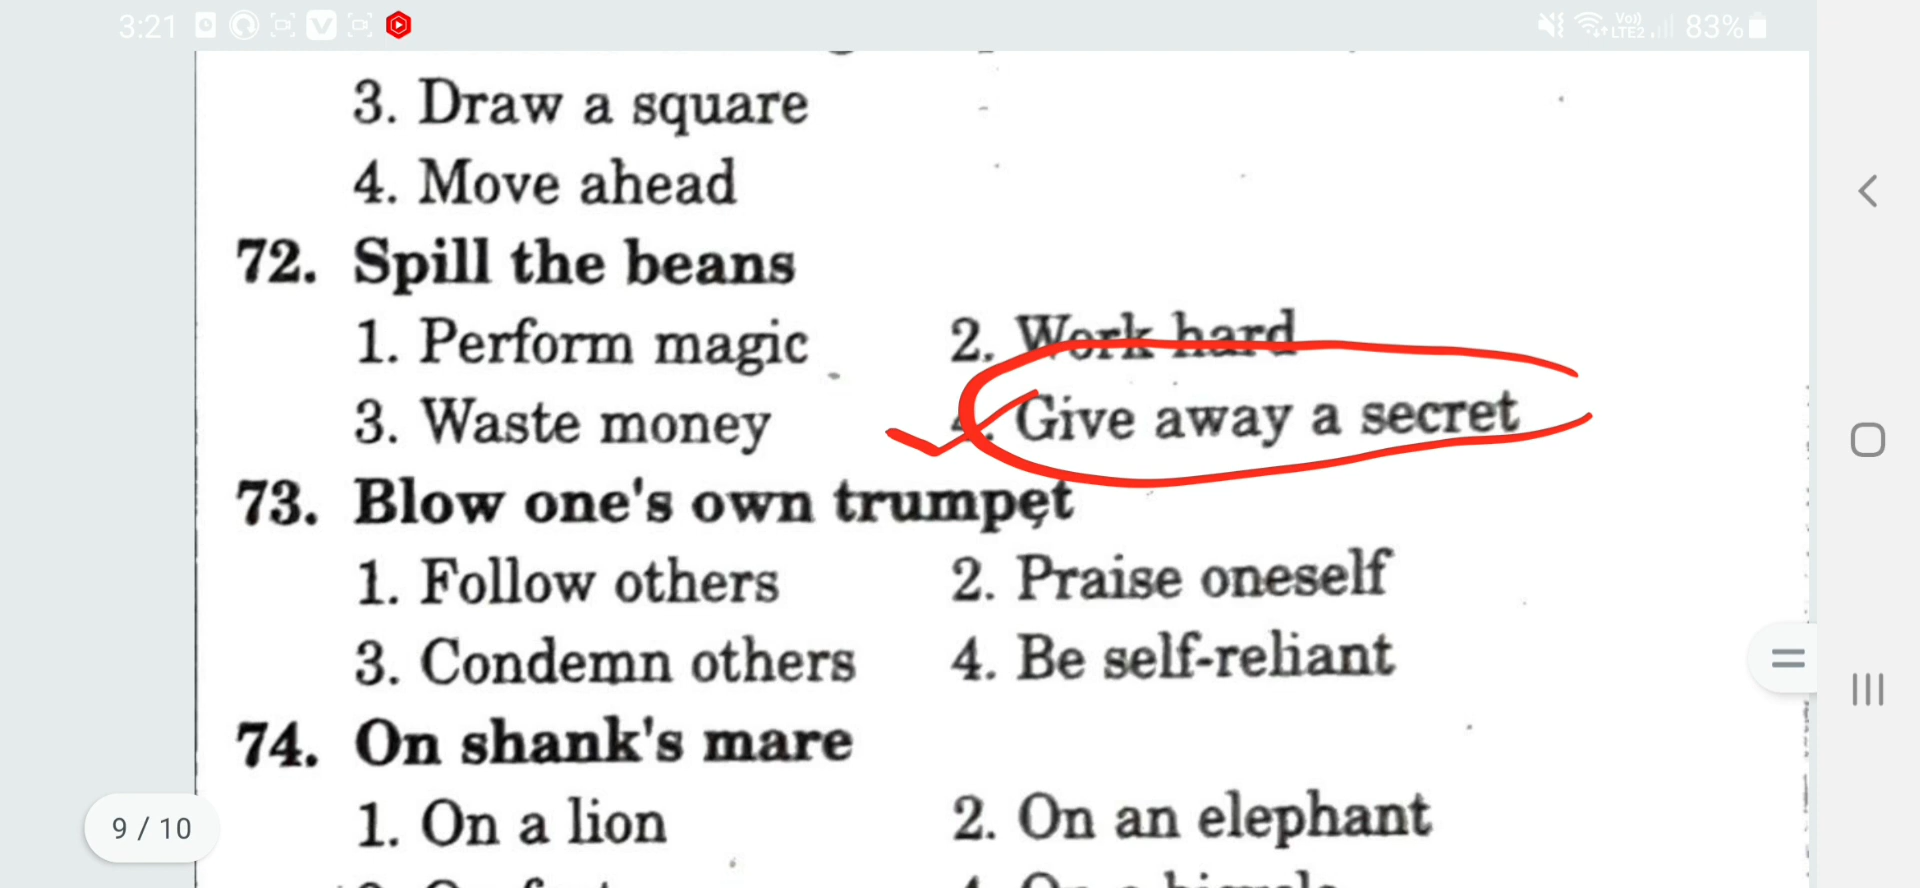 3:21
Vo)) LTE2 83%
3. Draw a square
4. Move ahead
72. Spill the beans
1. Perform magic 2. Work hard
3. Waste money 4. Give away a secret
73. Blow one's own trumpet
1. Follow others 2. Praise oneself
3. Condemn others 4. Be self-reliant
74. On shank's mare
1. On a lion 2. On an elephant
9 / 10